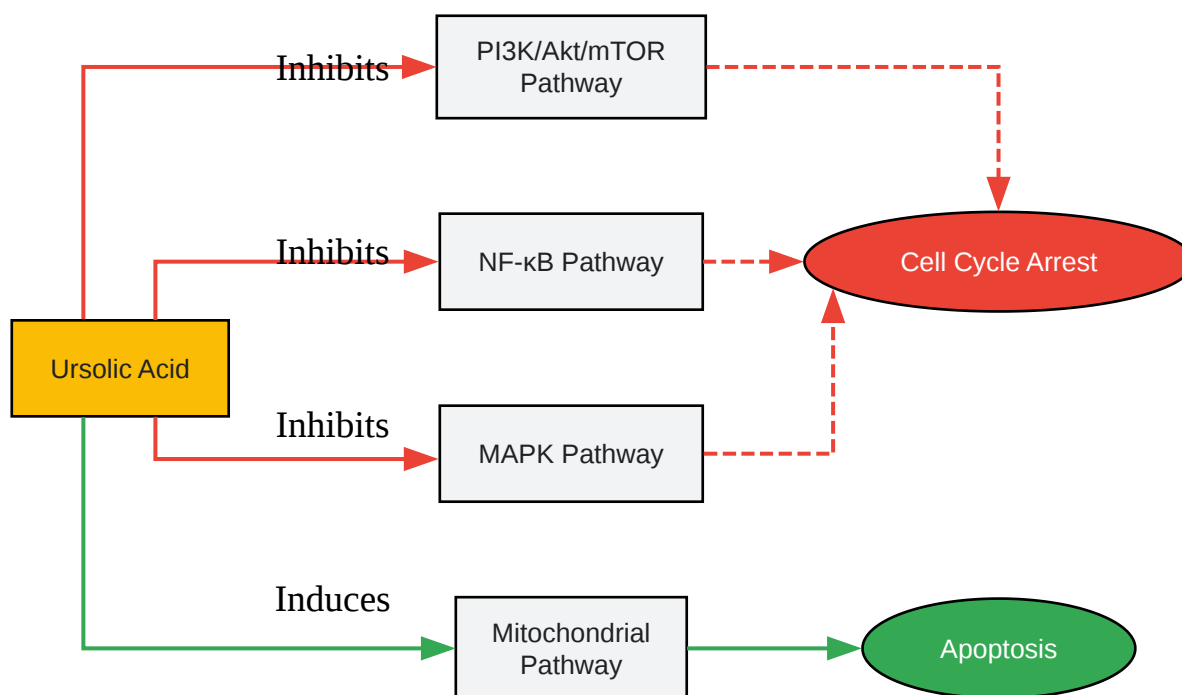 Inhibits
PI3K/Akt/mTOR
Pathway
Inhibits
NF-κB Pathway
Cell Cycle Arrest
Ursolic Acid
Inhibits
MAPK Pathway
Induces
Mitochondrial
Pathway
Apoptosis